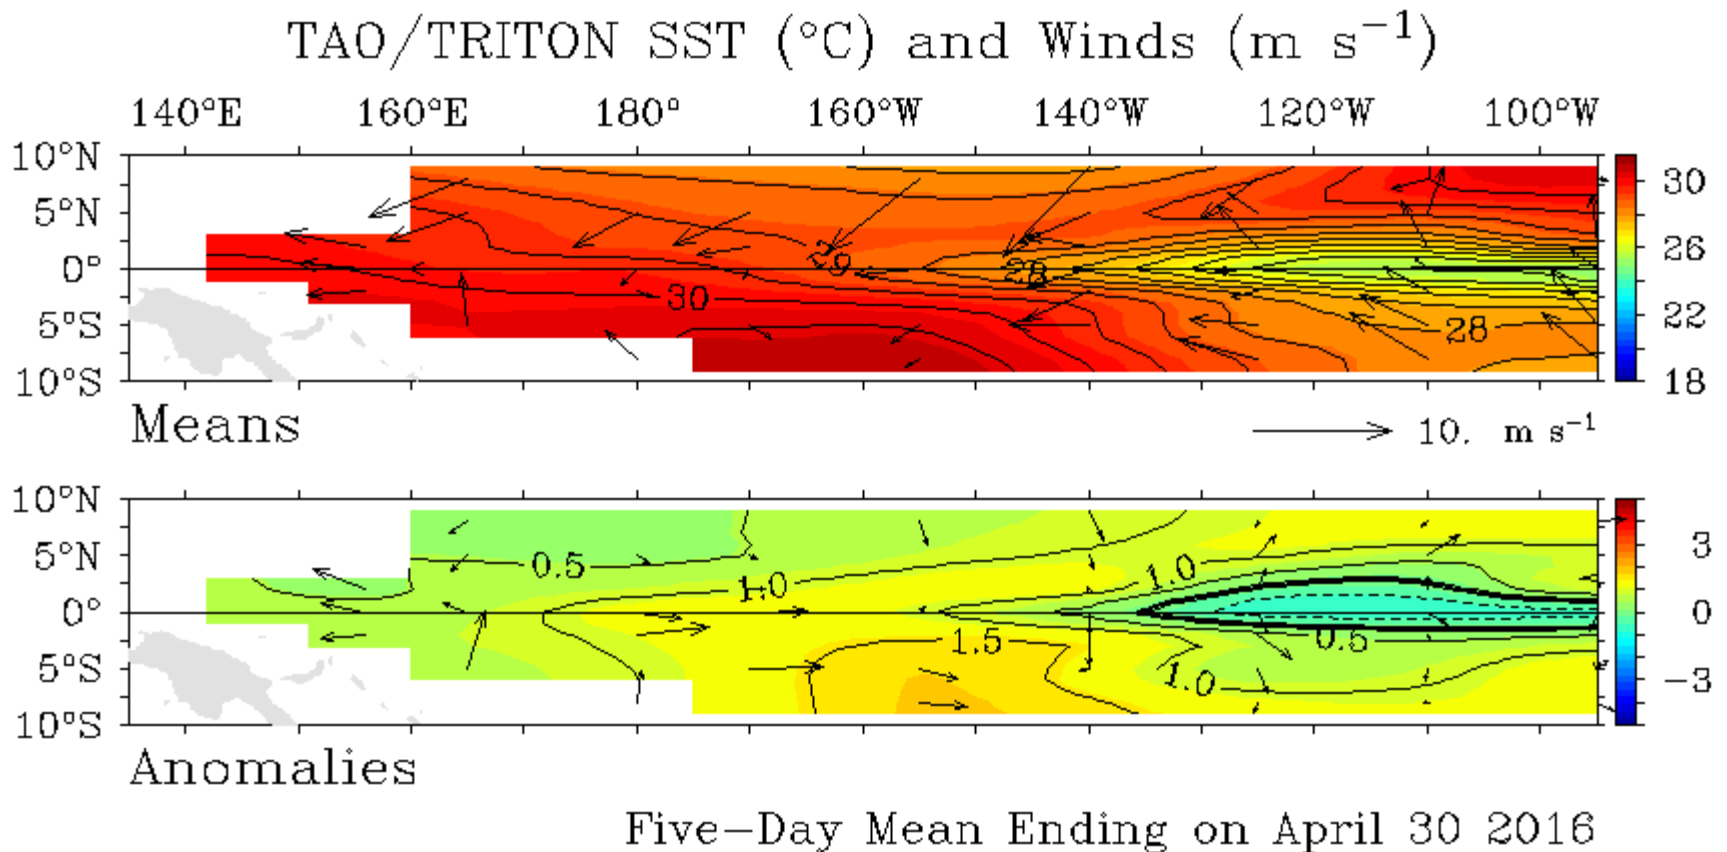 TAO/TRITON SST (°C) and Winds (m s⁻¹)
140°E 160°E 180° 160°W 140°W 120°W 100°W
10°N
5°N
0°
5°S
10°S
29
28
30
28
30
26
22
18
Means
10. m s⁻¹
10°N
5°N
0°
5°S
10°S
0.5
1.0
1.0
1.5
0.5
1.0
3
0
−3
Anomalies
Five−Day Mean Ending on April 30 2016